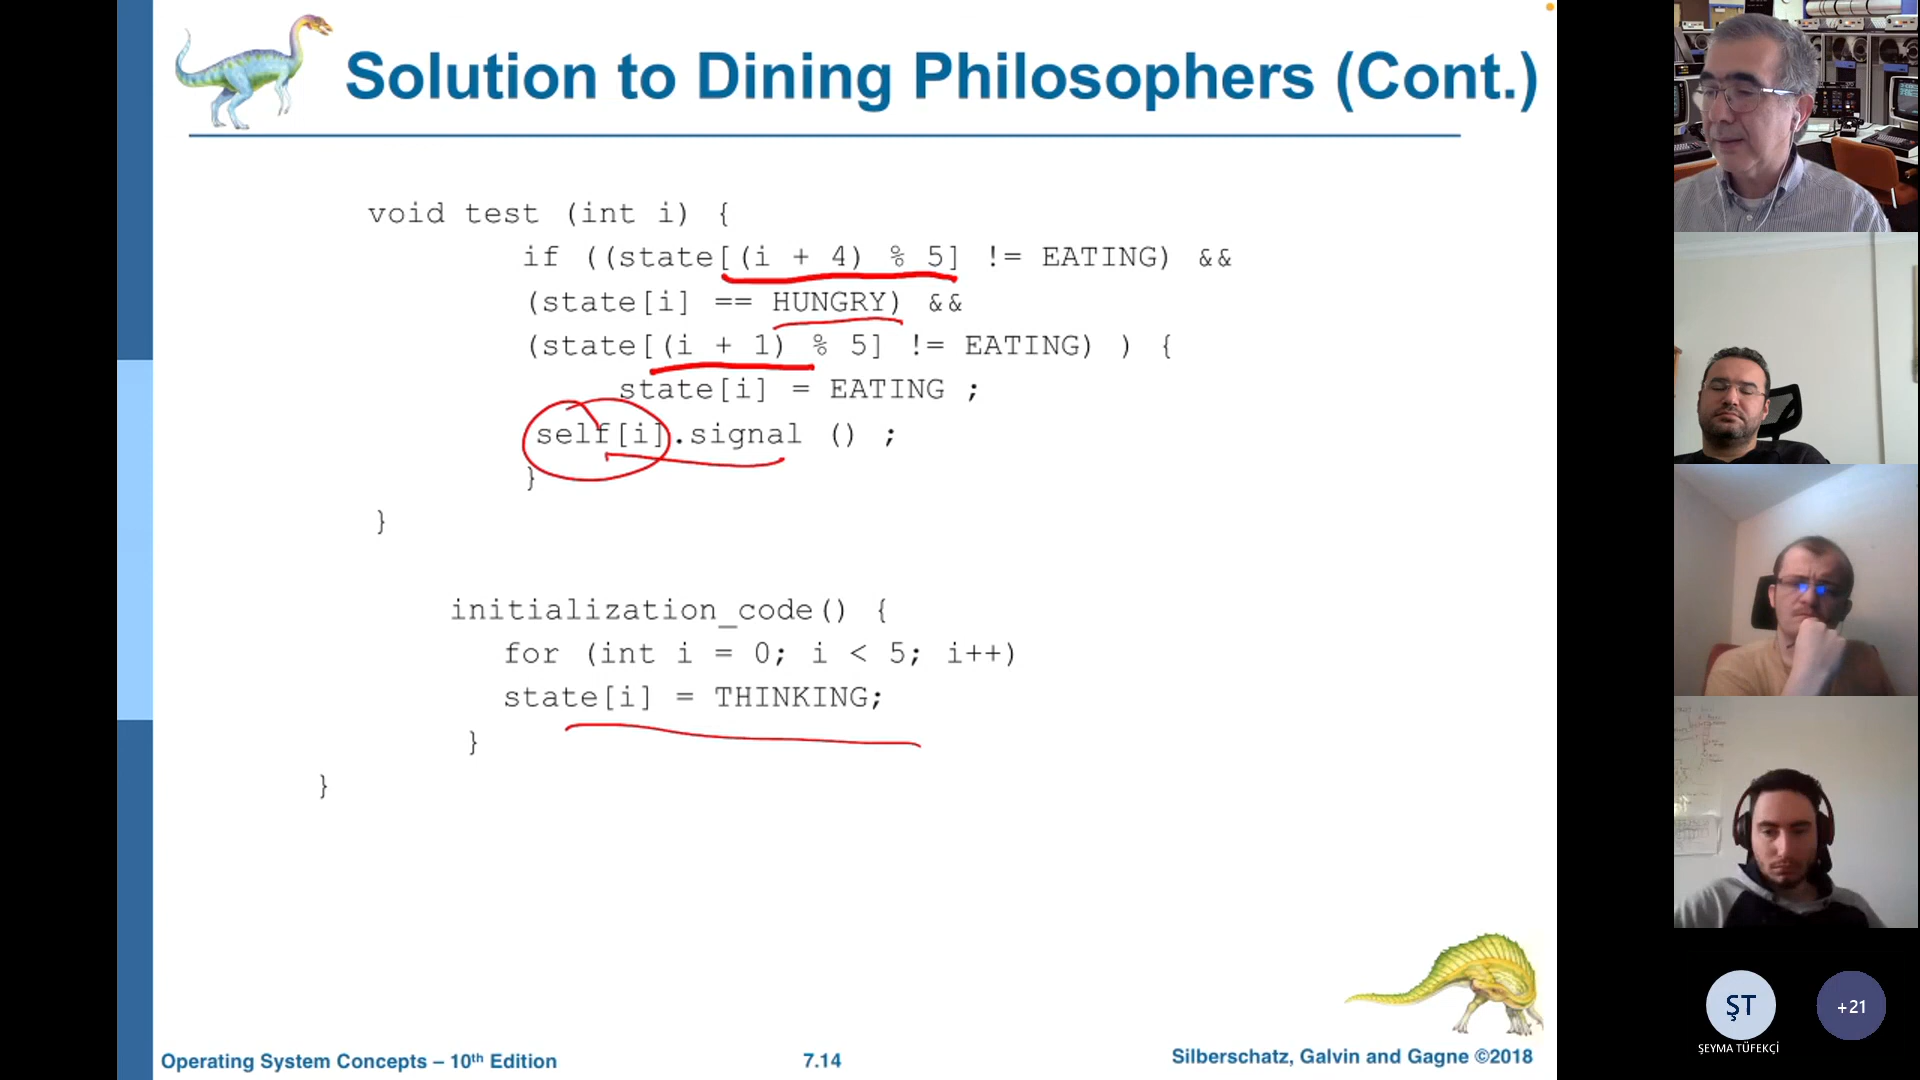 Solution to Dining Philosophers (Cont.)
void test (int i) {
if ((state[(i + 4) % 5] != EATING) &&
(state[i] == HUNGRY) &&
(state[(i + 1) % 5] != EATING) ) {
state[i] = EATING ;
self[i].signal () ;
}
}
initialization_code() {
for (int i = 0; i < 5; i++)
state[i] = THINKING;
}
}
Operating System Concepts – 10th Edition
7.14
Silberschatz, Galvin and Gagne ©2018
ŞT
+21
ŞEYMA TÜFEKÇİ